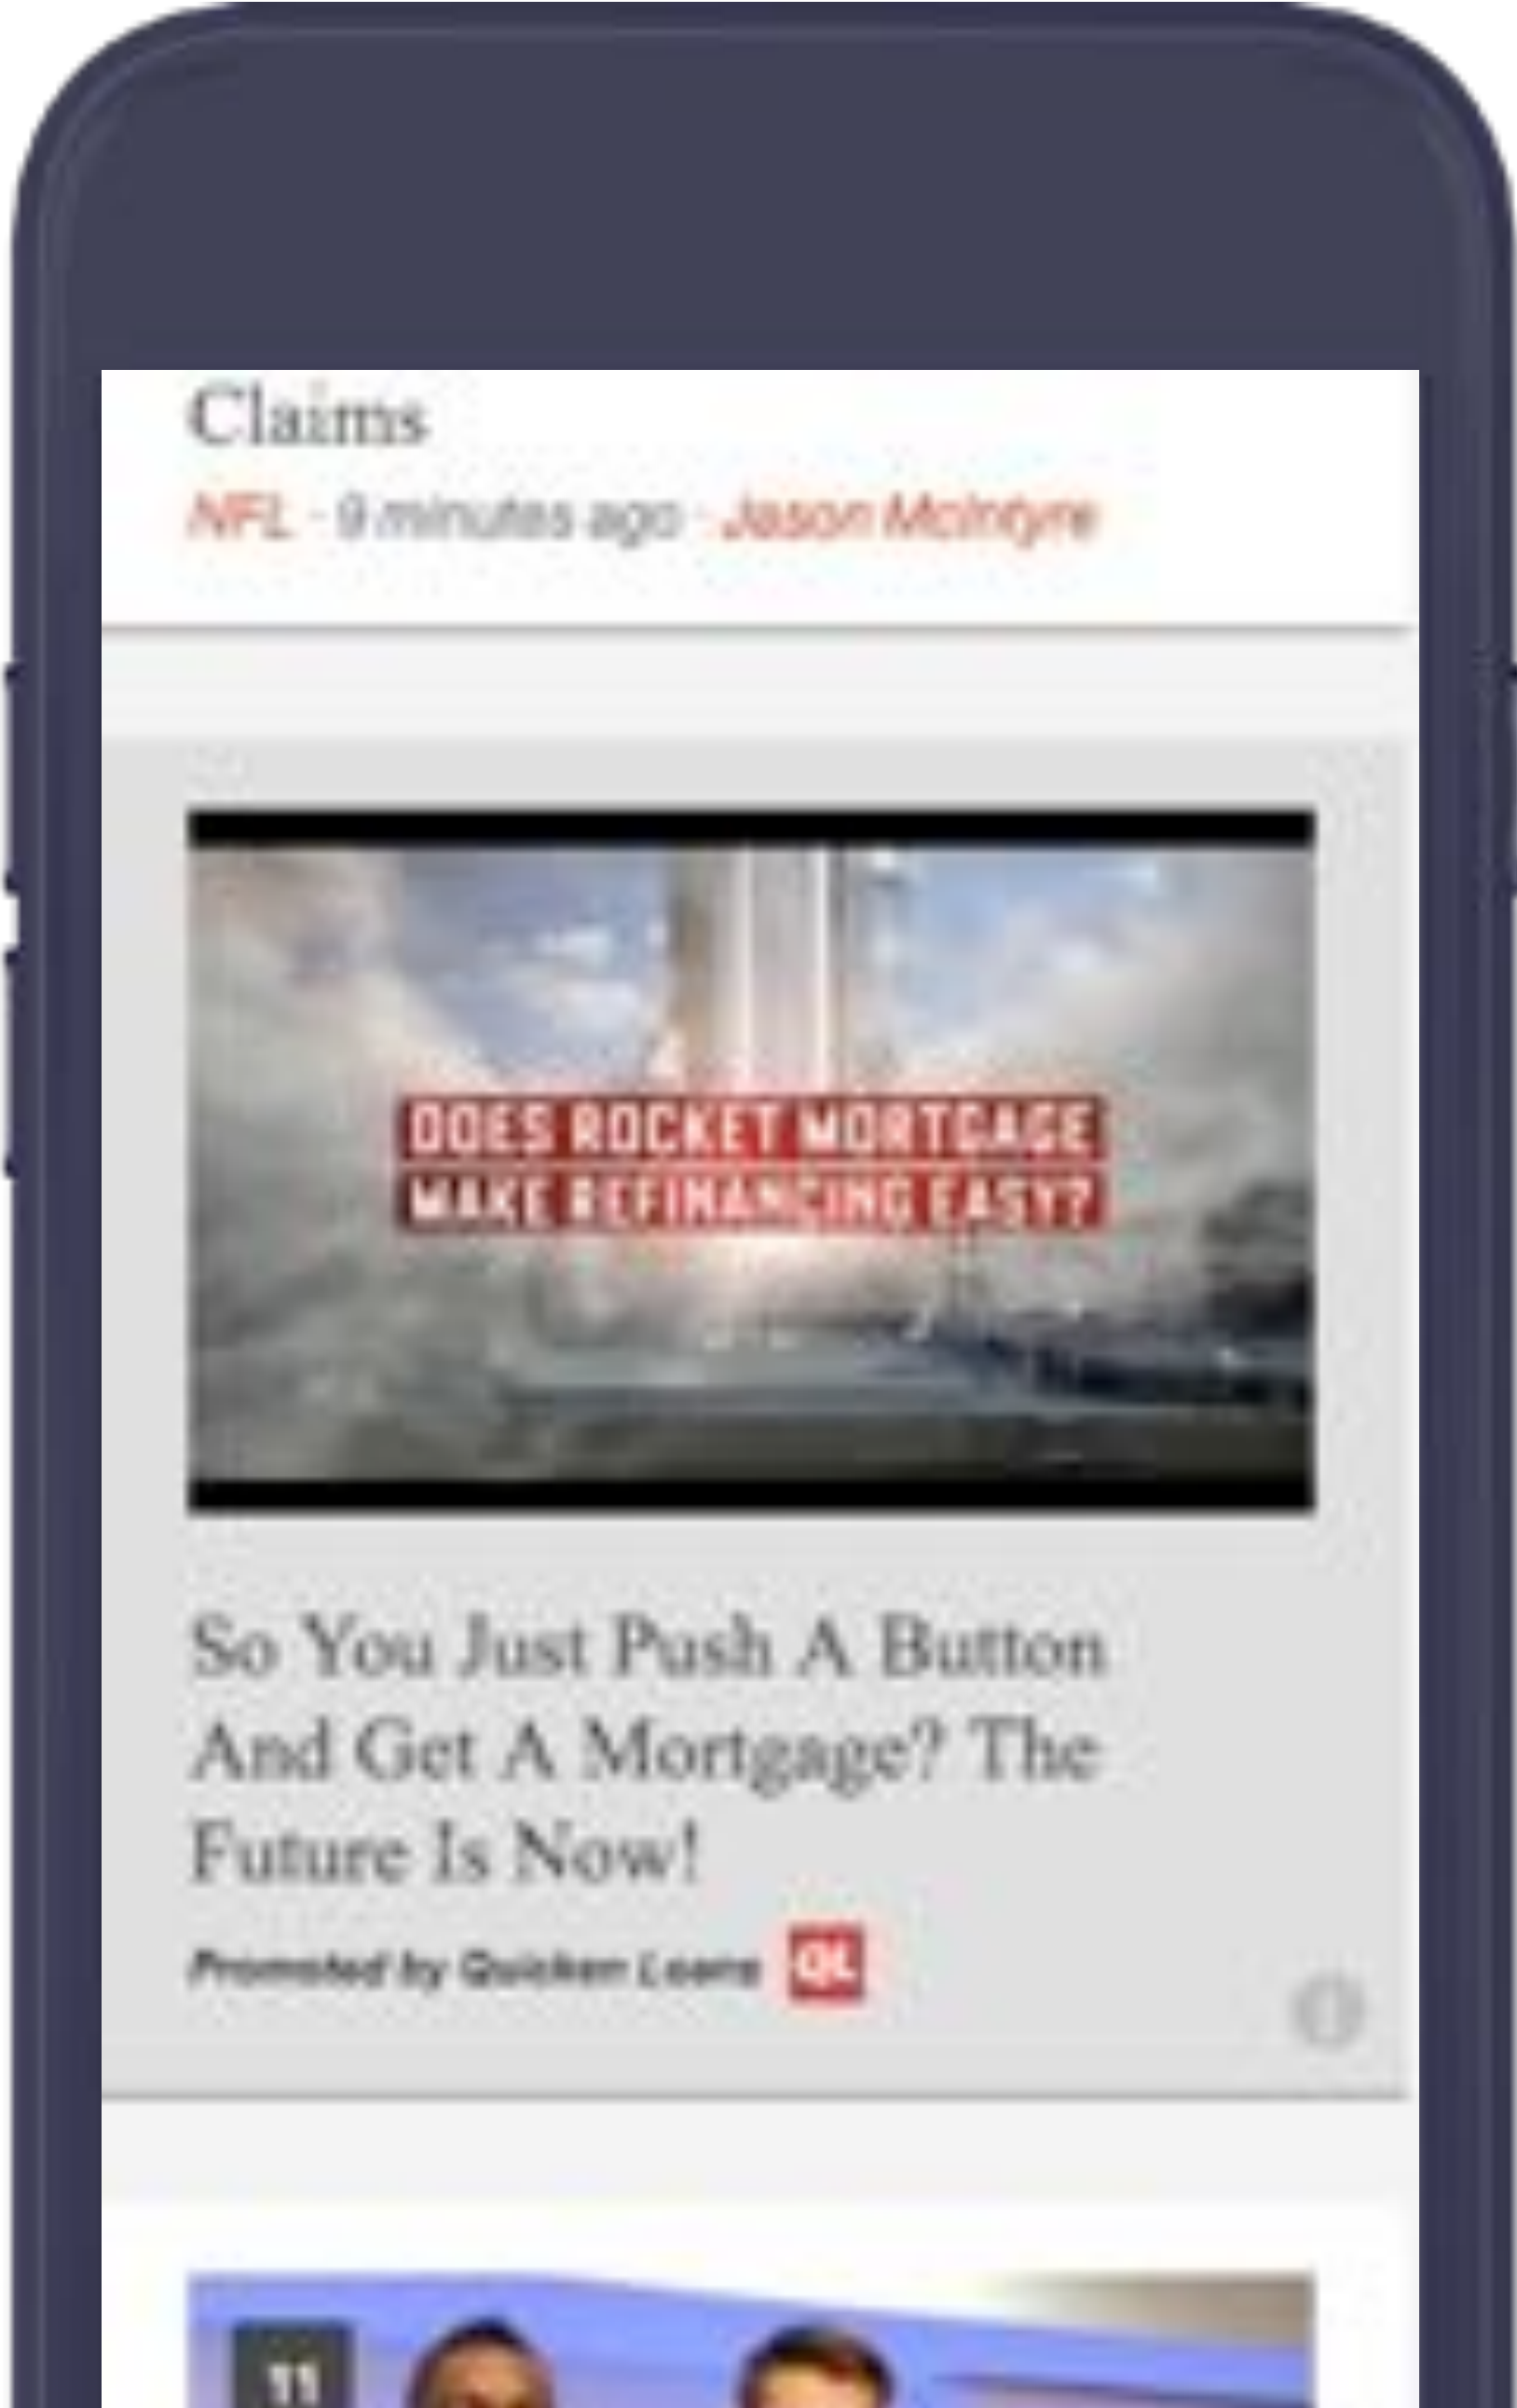 Claims
NFL · 9 minutes ago · Jason McIntyre
DOES ROCKET MORTGAGE
MAKE REFINANCING EASY?
So You Just Push A Button
And Get A Mortgage? The
Future Is Now!
Promoted by Quicken Loans QL
11